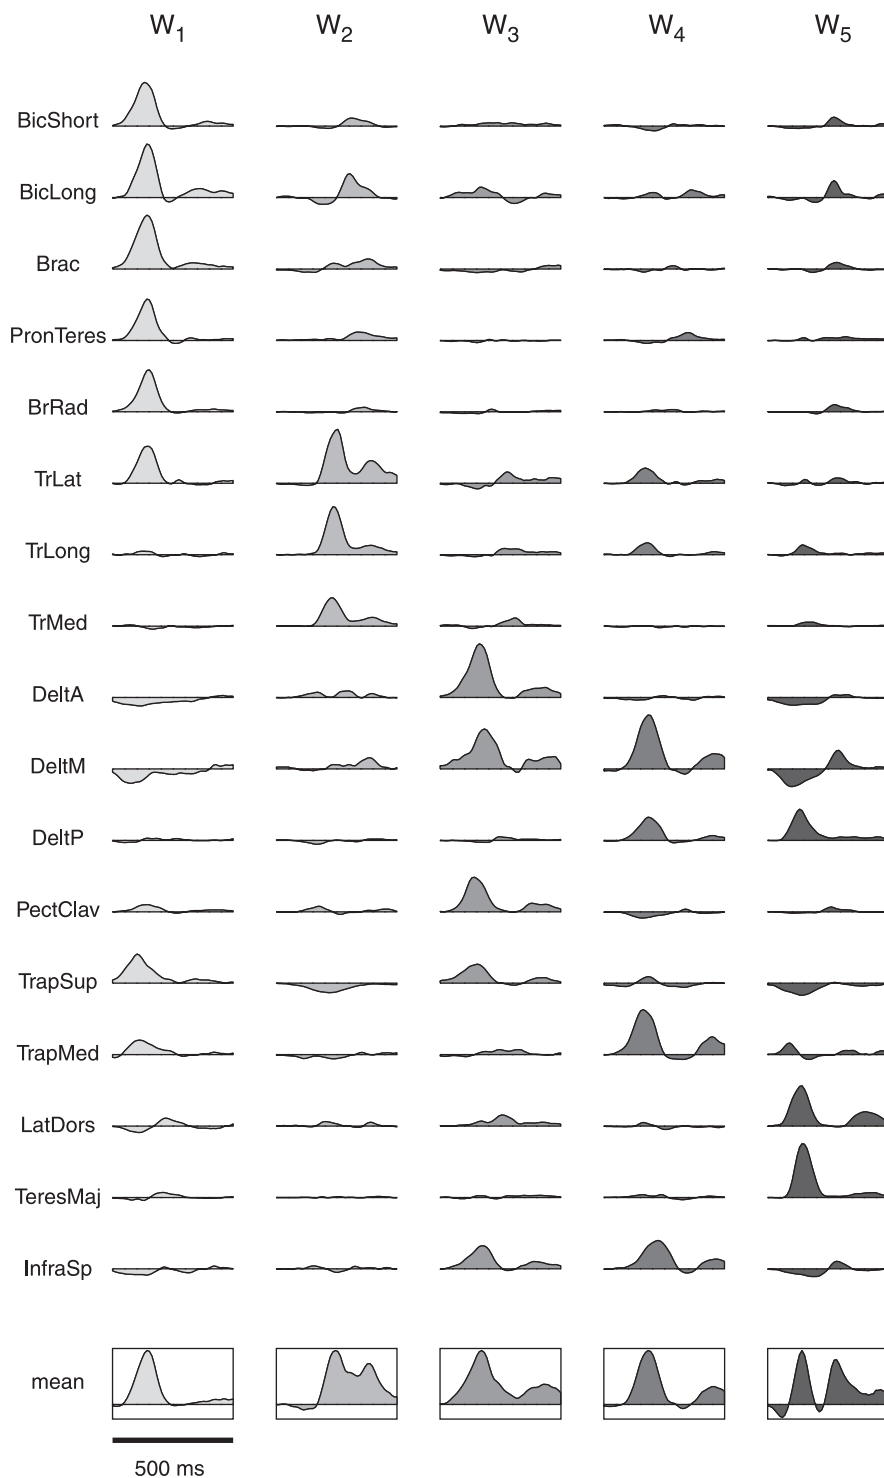 W1 W2 W3 W4 W5
BicShort
BicLong
Brac
PronTeres
BrRad
TrLat
TrLong
TrMed
DeltA
DeltM
DeltP
PectClav
TrapSup
TrapMed
LatDors
TeresMaj
InfraSp
mean
500 ms